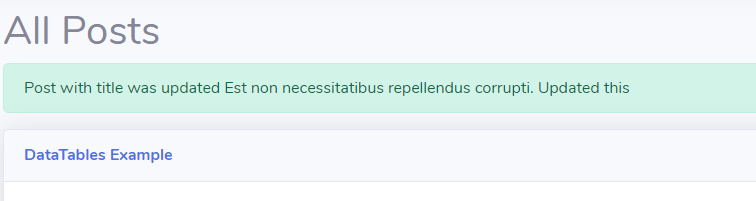 All Posts
Post with title was updated Est non necessitatibus repellendus corrupti. Updated this
DataTables Example